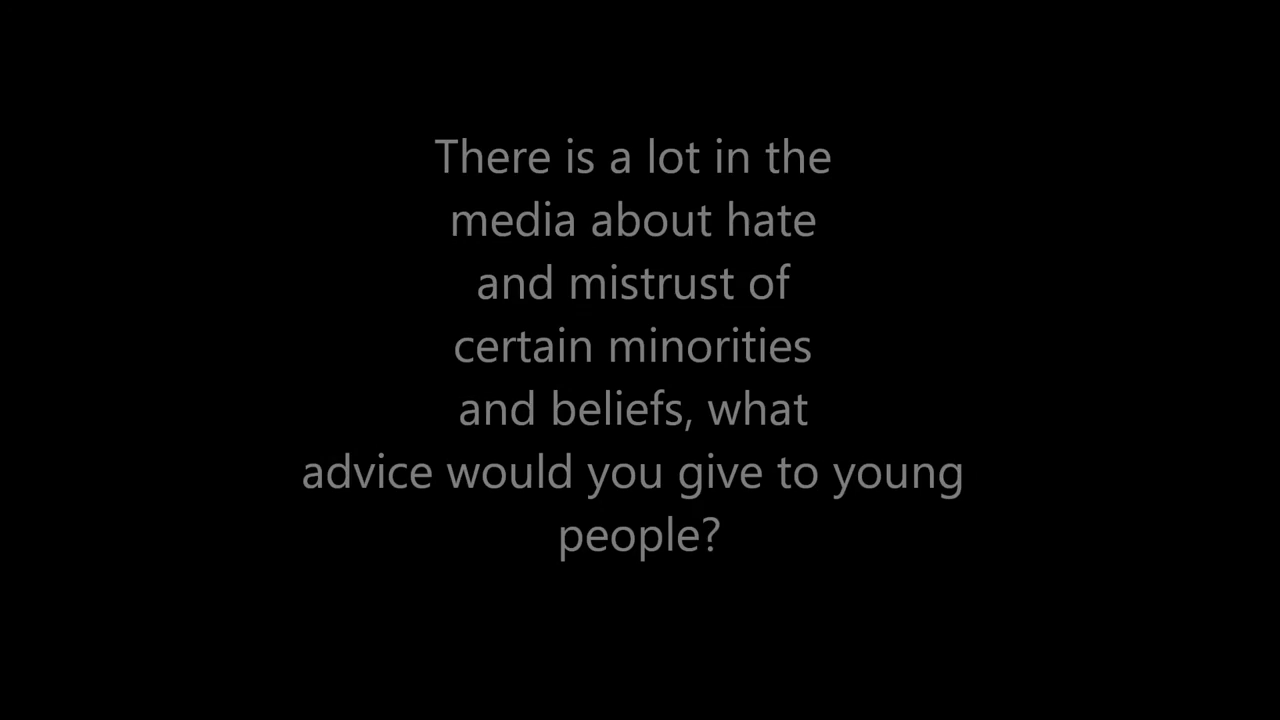 There is a lot in the
media about hate
and mistrust of
certain minorities
and beliefs, what
advice would you give to young
people?